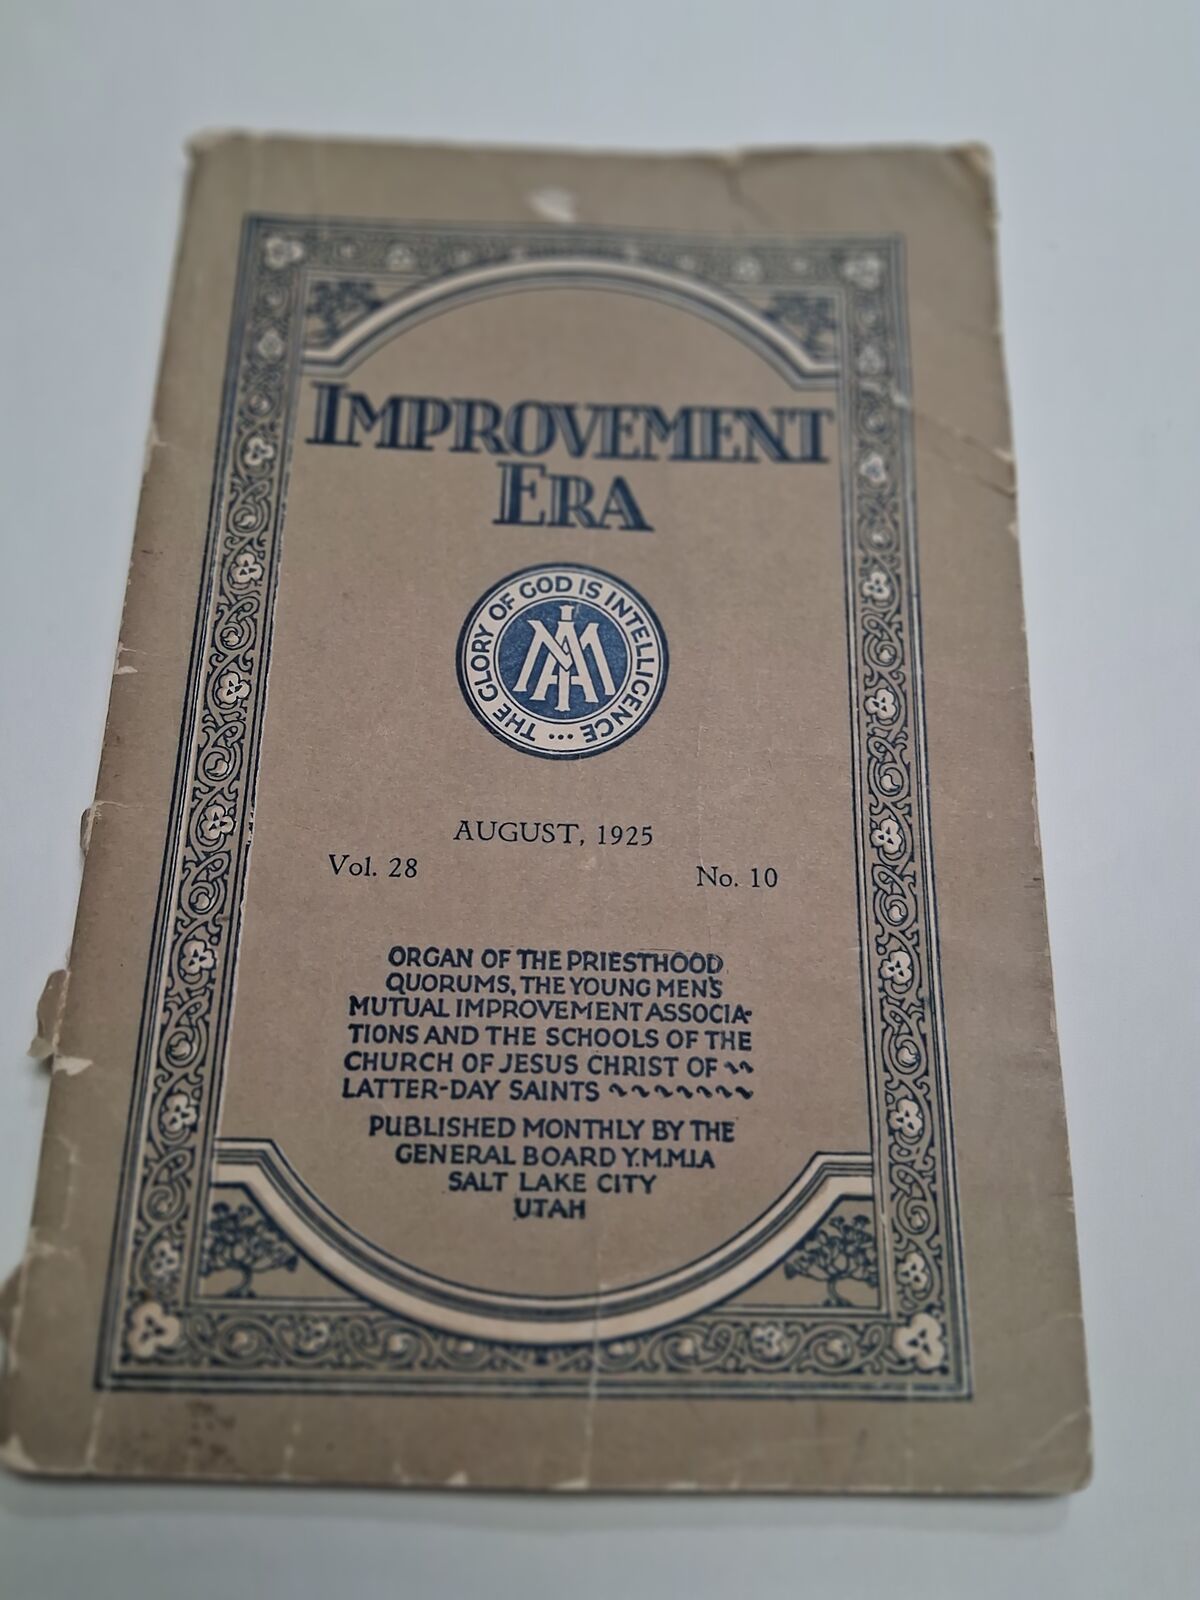 IMPROVEMENT
ERA
THE GLORY OF GOD IS INTELLIGENCE ...
MIA
AUGUST, 1925
Vol. 28 No. 10
ORGAN OF THE PRIESTHOOD
QUORUMS, THE YOUNG MEN'S
MUTUAL IMPROVEMENT ASSOCIA-
TIONS AND THE SCHOOLS OF THE
CHURCH OF JESUS CHRIST OF
LATTER-DAY SAINTS
PUBLISHED MONTHLY BY THE
GENERAL BOARD Y.M.M.I.A
SALT LAKE CITY
UTAH